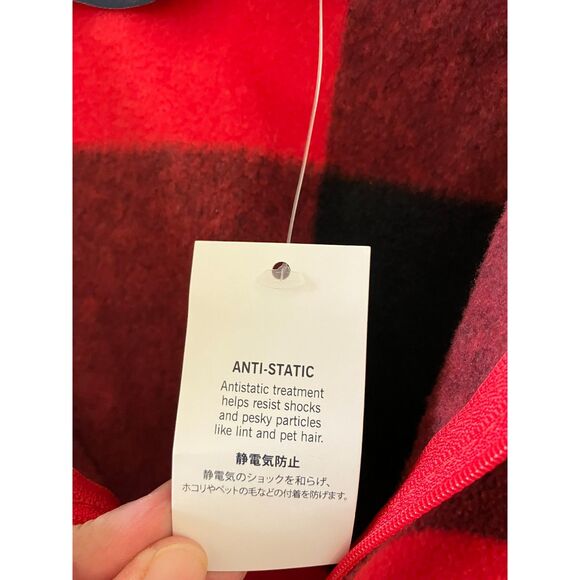 ANTI-STATIC
Antistatic treatment
helps resist shocks
and pesky particles
like lint and pet hair.
静電気防止
静電気のショックを和らげ、
ホコリやペットの毛などの付着を防げます。